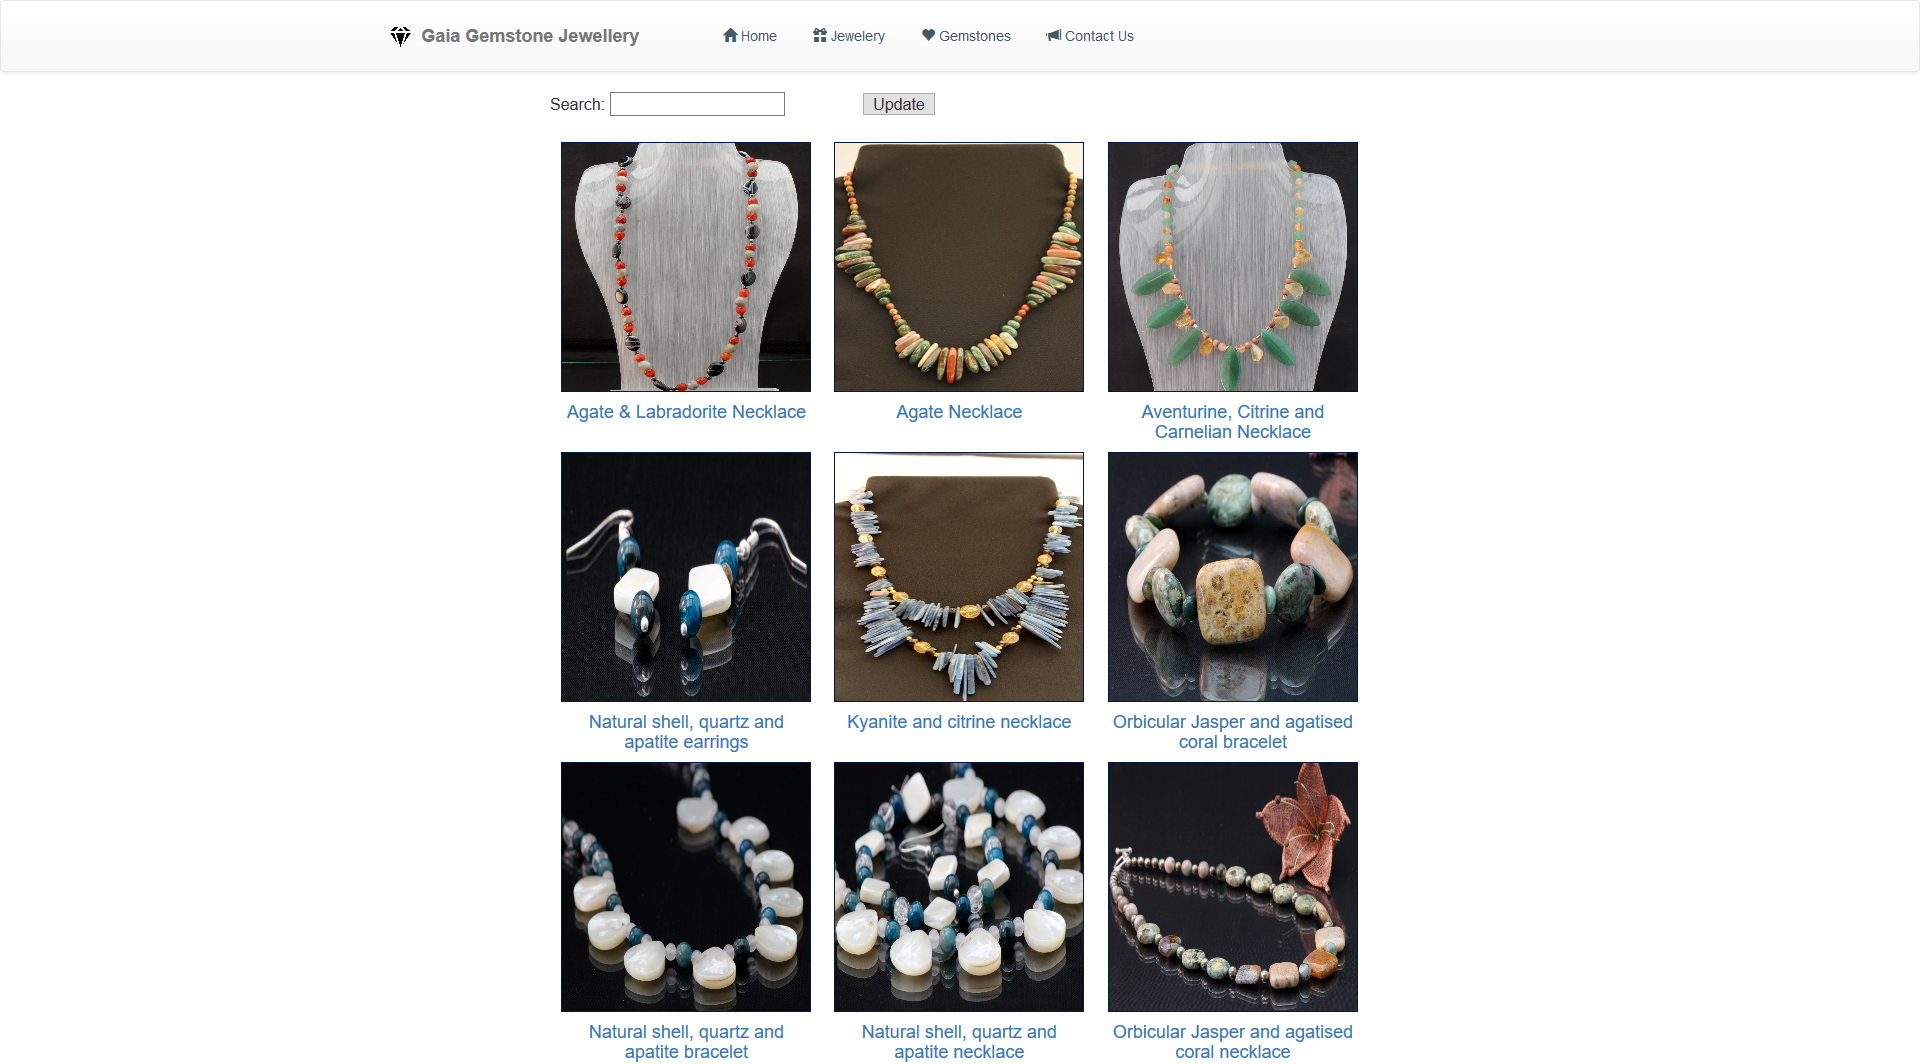 Gaia Gemstone Jewellery
Home
Jewelery
Gemstones
Contact Us
Search:
Update
Agate & Labradorite Necklace
Agate Necklace
Aventurine, Citrine and
Carnelian Necklace
Natural shell, quartz and
apatite earrings
Kyanite and citrine necklace
Orbicular Jasper and agatised
coral bracelet
Natural shell, quartz and
apatite bracelet
Natural shell, quartz and
apatite necklace
Orbicular Jasper and agatised
coral necklace